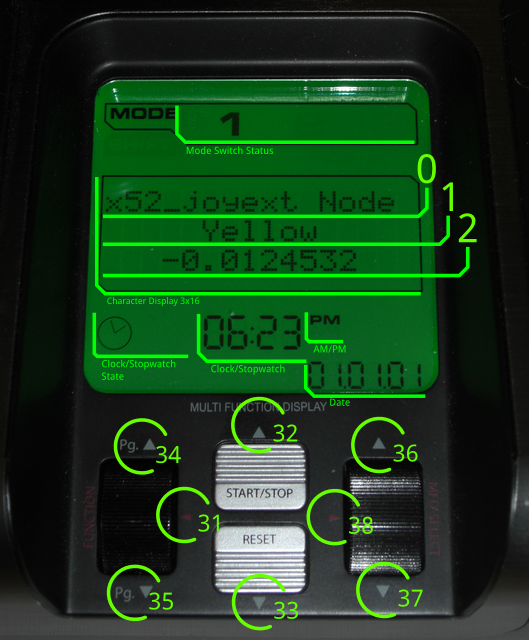 MODE 1
Mode Switch Status
0
x52_joyext Node
1
Yellow
2
-0.0124532
Character Display 3x16
06:23 PM
AM/PM
Clock/Stopwatch
State
Clock/Stopwatch
01.01.01
Date
MULTI FUNCTION DISPLAY
32
Pg. ▲ 34
36
START/STOP
31
38
RESET
Pg. ▼ 35
33
37